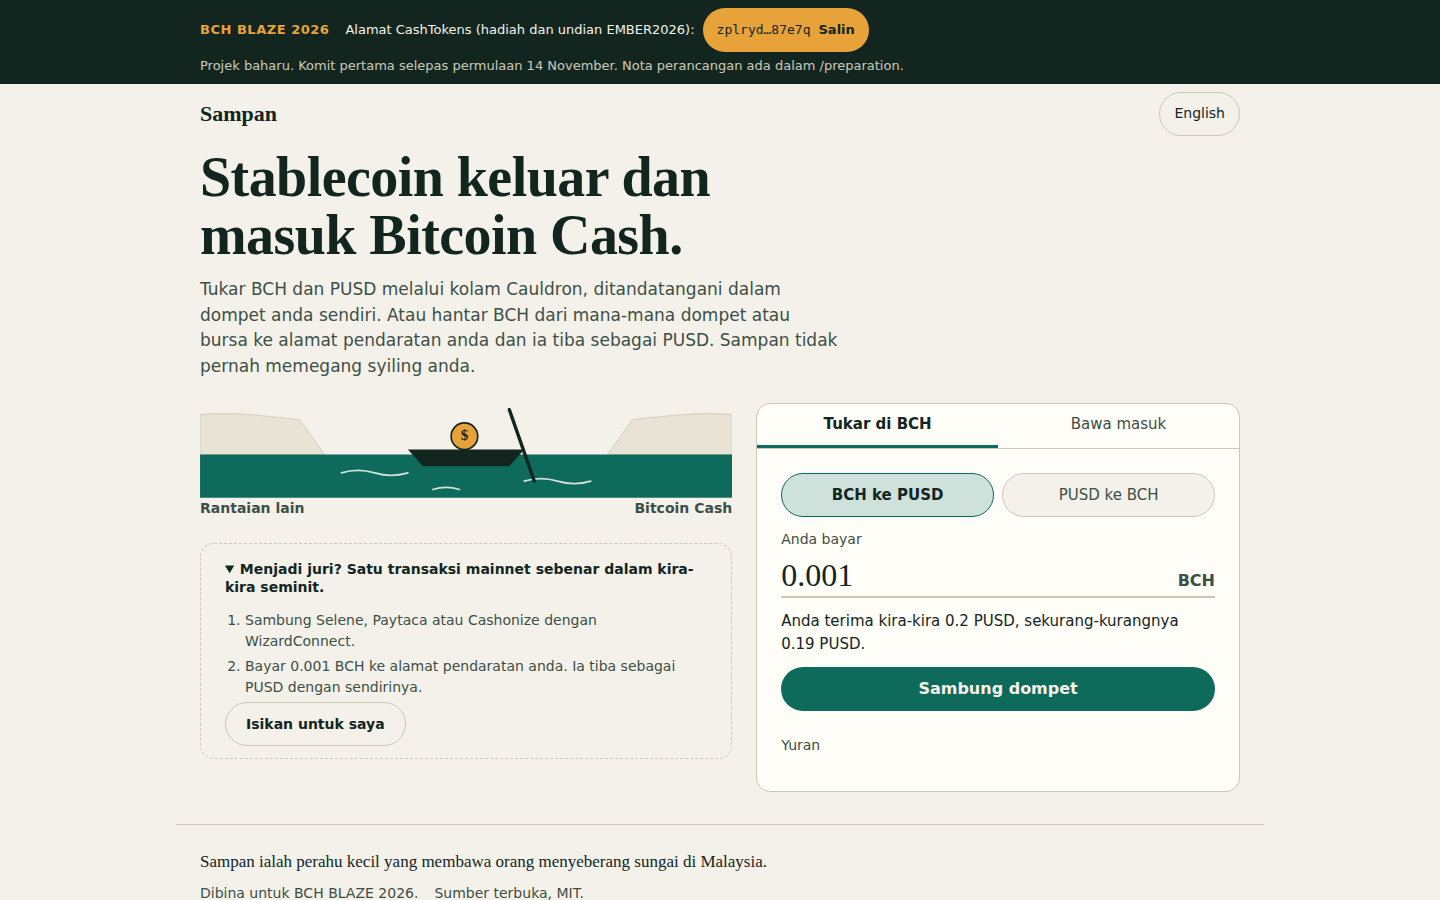 BCH BLAZE 2026 Alamat CashTokens (hadiah dan undian EMBER2026): zplryd…87e7q Salin
Projek baharu. Komit pertama selepas permulaan 14 November. Nota perancangan ada dalam /preparation.
Sampan
English
Stablecoin keluar dan
masuk Bitcoin Cash.
Tukar BCH dan PUSD melalui kolam Cauldron, ditandatangani dalam
dompet anda sendiri. Atau hantar BCH dari mana-mana dompet atau
bursa ke alamat pendaratan anda dan ia tiba sebagai PUSD. Sampan tidak
pernah memegang syiling anda.
$
Rantaian lain
Bitcoin Cash
▼ Menjadi juri? Satu transaksi mainnet sebenar dalam kira-
kira seminit.
1. Sambung Selene, Paytaca atau Cashonize dengan
WizardConnect.
2. Bayar 0.001 BCH ke alamat pendaratan anda. Ia tiba sebagai
PUSD dengan sendirinya.
Isikan untuk saya
Tukar di BCH
Bawa masuk
BCH ke PUSD
PUSD ke BCH
Anda bayar
0.001 BCH
Anda terima kira-kira 0.2 PUSD, sekurang-kurangnya
0.19 PUSD.
Sambung dompet
Yuran
Sampan ialah perahu kecil yang membawa orang menyeberang sungai di Malaysia.
Dibina untuk BCH BLAZE 2026. Sumber terbuka, MIT.